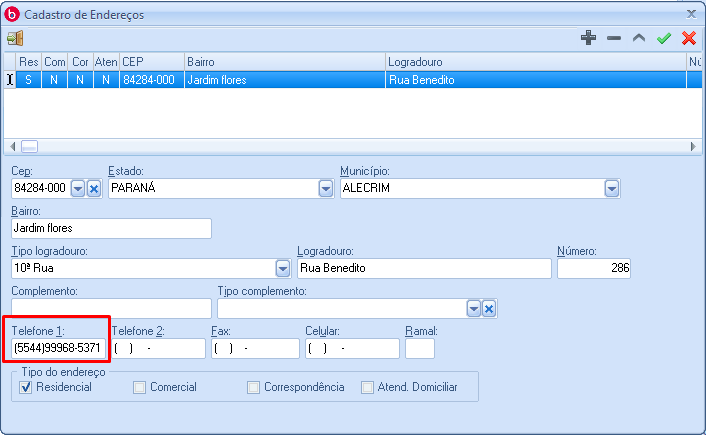 Cadastro de Endereços
Res Com Cor Aten CEP Bairro Logradouro Nú
S N N N 84284-000 Jardim flores Rua Benedito
Cep: Estado: Município:
84284-000 PARANÁ ALECRIM
Bairro:
Jardim flores
Tipo logradouro: Logradouro: Número:
10ª Rua Rua Benedito 286
Complemento: Tipo complemento:
Telefone 1: Telefone 2: Fax: Celular: Ramal:
(5544)99968-5371 ( ) - ( ) - ( ) -
Tipo do endereço
Residencial Comercial Correspondência Atend. Domiciliar